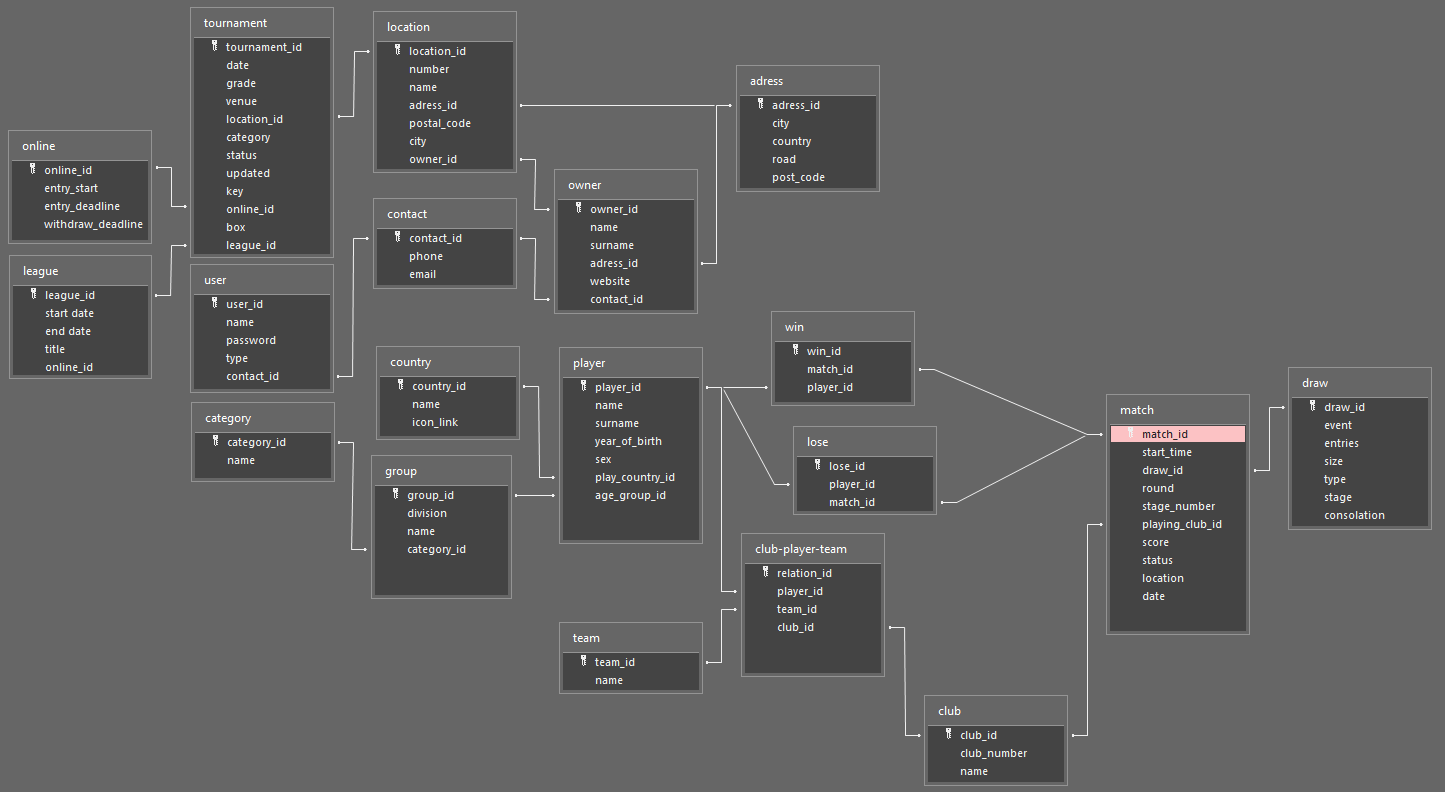 tournament
tournament_id
date
grade
venue
location_id
category
status
updated
key
online_id
box
league_id
location
location_id
number
name
adress_id
postal_code
city
owner_id
adress
adress_id
city
country
road
post_code
online
online_id
entry_start
entry_deadline
withdraw_deadline
owner
owner_id
name
surname
adress_id
website
contact_id
contact
contact_id
phone
email
league
league_id
start date
end date
title
online_id
user
user_id
name
password
type
contact_id
win
win_id
match_id
player_id
country
country_id
name
icon_link
player
player_id
name
surname
year_of_birth
sex
play_country_id
age_group_id
draw
draw_id
event
entries
size
type
stage
consolation
match
match_id
start_time
draw_id
round
stage_number
playing_club_id
score
status
location
date
category
category_id
name
lose
lose_id
player_id
match_id
group
group_id
division
name
category_id
club-player-team
relation_id
player_id
team_id
club_id
team
team_id
name
club
club_id
club_number
name